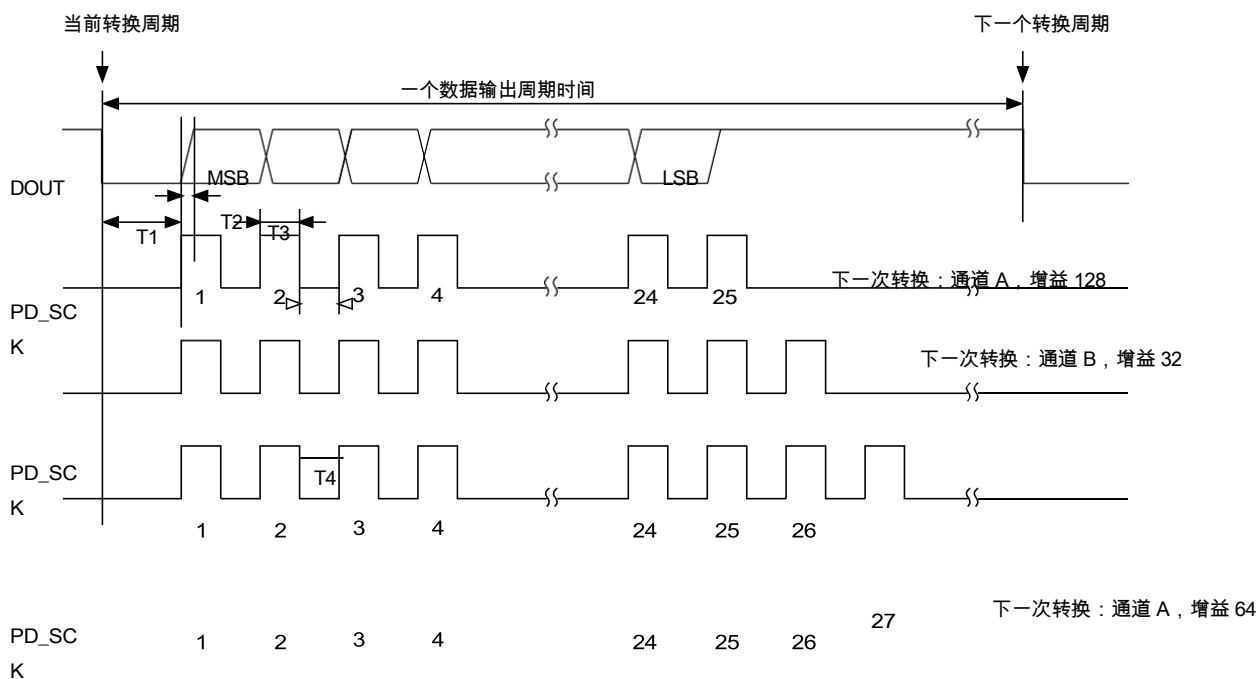 当前转换周期
下一个转换周期
一个数据输出周期时间
DOUT
MSB
LSB
T1
T2
T3
1 2 3 4 24 25
下一次转换：通道 A，增益 128
PD_SC
K
下一次转换：通道 B，增益 32
PD_SC
K
T4
1 2 3 4 24 25 26
下一次转换：通道 A，增益 64
PD_SC
K
1 2 3 4 24 25 26 27